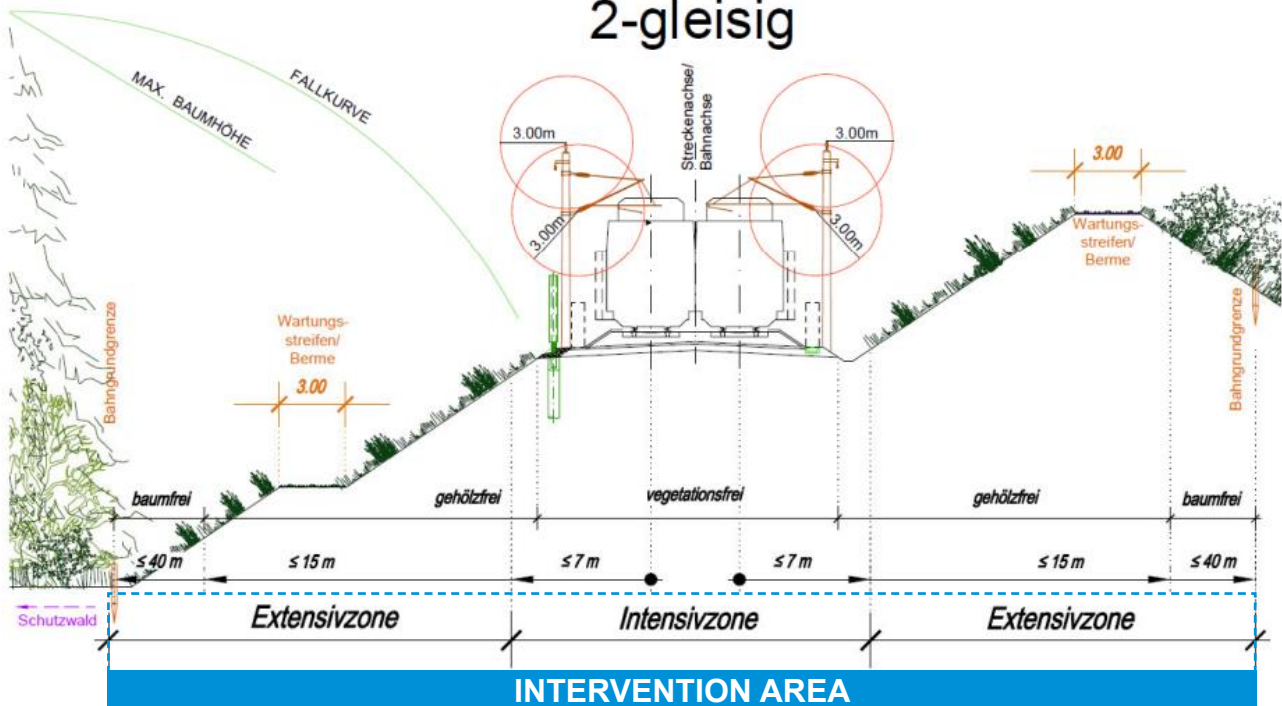 2-gleisig
MAX. BAUMHÖHE
FALLKURVE
Streckenachse/
Bahnachse
3.00m
3.00m
3.00m
3.00m
3.00
Wartungs-
streifen/
Berme
Bahngrundgrenze
Bahngrundgrenze
Wartungs-
streifen/
Berme
3.00
baumfrei
gehölzfrei
vegetationsfrei
gehölzfrei
baumfrei
≤ 40 m
≤ 15 m
≤ 7 m
≤ 7 m
≤ 15 m
≤ 40 m
Schutzwald
Extensivzone
Intensivzone
Extensivzone
INTERVENTION AREA